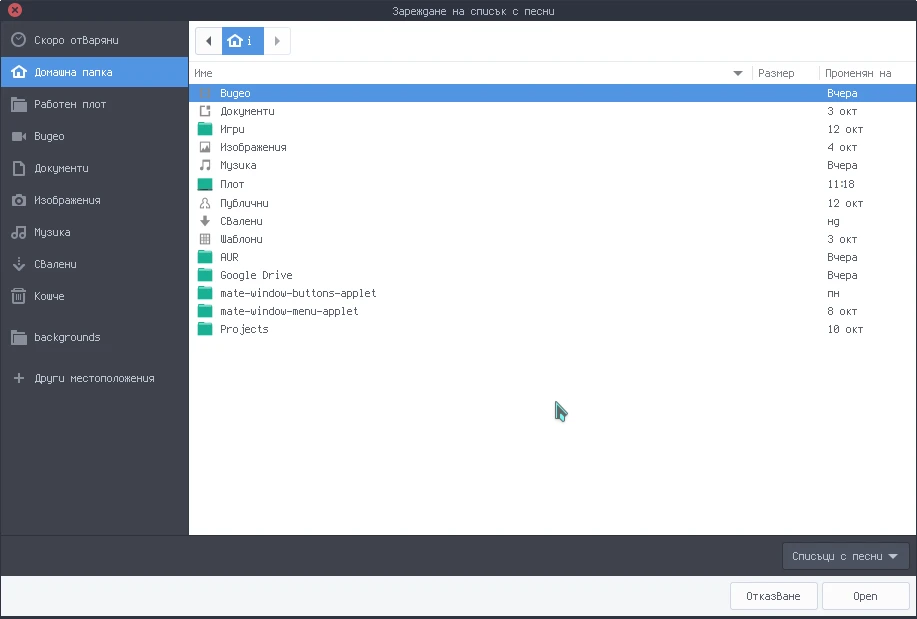 Зареждане на списък с песни
Скоро отваряни
Домашна папка
Работен плот
Видео
Документи
Изображения
Музика
Свалени
Кошче
backgrounds
Други местоположения
i
Име Размер Променян на
Видео Вчера
Документи 3 окт
Игри 12 окт
Изображения 4 окт
Музика Вчера
Плот 11:18
Публични 12 окт
Свалени нд
Шаблони 3 окт
AUR Вчера
Google Drive Вчера
mate-window-buttons-applet пн
mate-window-menu-applet 8 окт
Projects 10 окт
Списъци с песни
Отказване Open